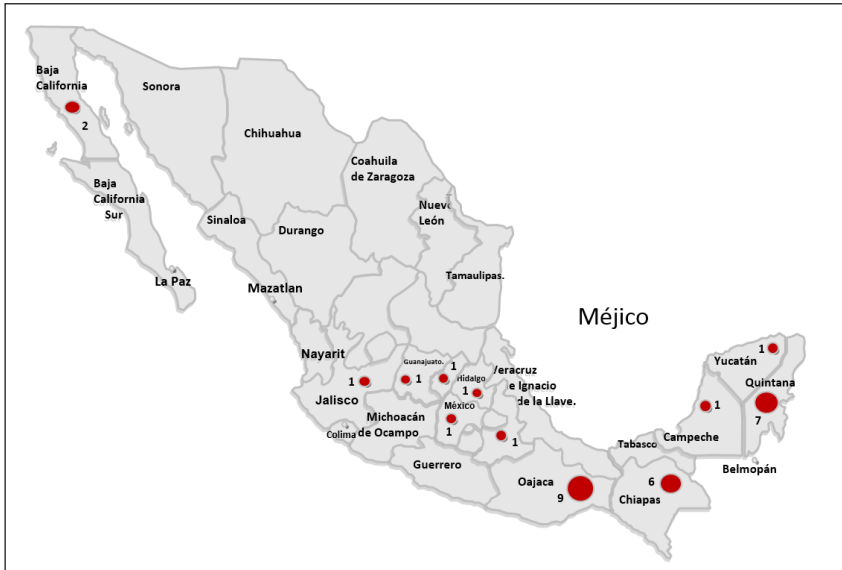 Baja
California
2
Sonora
Chihuahua
Coahuila
de Zaragoza
Baja
California
Sur
Sinaloa
Durango
Nuevo
León
La Paz
Mazatlan
Tamaulipas.
Méjico
Nayarit
Guanajuato.
1
1
1
Hidalgo
1
Veracruz
e Ignacio
de la Llave.
Jalisco
México
1
Michoacán
de Ocampo
Colima
1
Guerrero
Oajaca
9
Tabasco
6
Chiapas
Yucatán
1
Quintana
7
1
Campeche
Belmopán